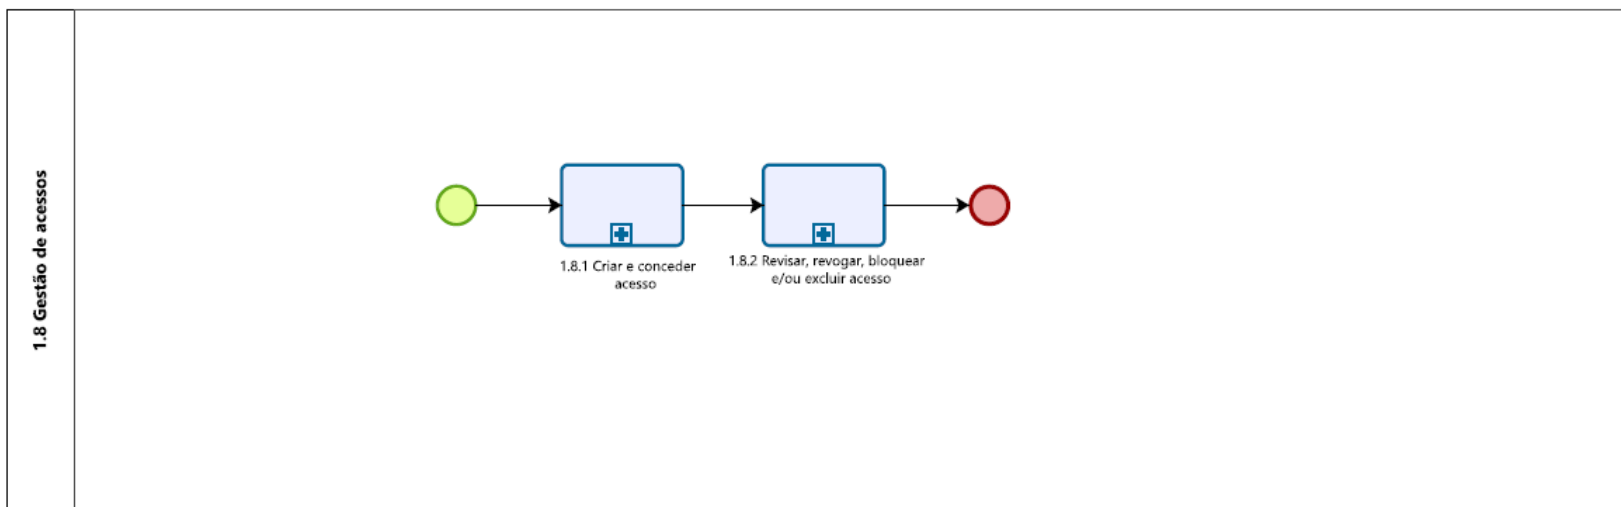 1.8 Gestão de acessos
1.8.1 Criar e conceder
acesso
1.8.2 Revisar, revogar, bloquear
e/ou excluir acesso